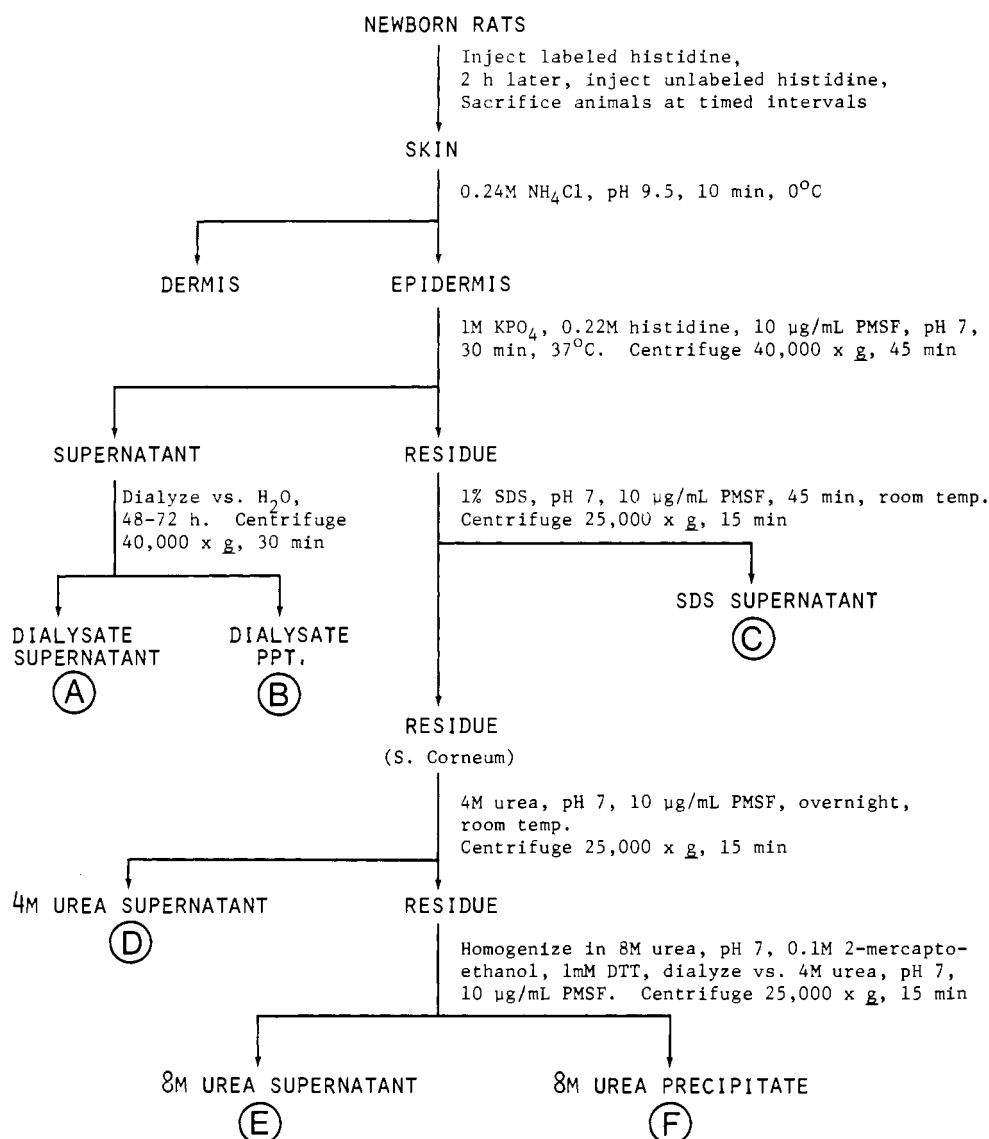 NEWBORN RATS
Inject labeled histidine,
2 h later, inject unlabeled histidine,
Sacrifice animals at timed intervals
SKIN
0.24M NH₄Cl, pH 9.5, 10 min, 0°C
DERMIS
EPIDERMIS
1M KPO₄, 0.22M histidine, 10 µg/mL PMSF, pH 7,
30 min, 37°C. Centrifuge 40,000 x g, 45 min
SUPERNATANT
RESIDUE
Dialyze vs. H₂O,
48-72 h. Centrifuge
40,000 x g, 30 min
1% SDS, pH 7, 10 µg/mL PMSF, 45 min, room temp.
Centrifuge 25,000 x g, 15 min
DIALYSATE
SUPERNATANT
A
DIALYSATE
PPT.
B
SDS SUPERNATANT
C
RESIDUE
(S. Corneum)
4M urea, pH 7, 10 µg/mL PMSF, overnight,
room temp.
Centrifuge 25,000 x g, 15 min
4M UREA SUPERNATANT
D
RESIDUE
Homogenize in 8M urea, pH 7, 0.1M 2-mercapto-
ethanol, 1mM DTT, dialyze vs. 4M urea, pH 7,
10 µg/mL PMSF. Centrifuge 25,000 x g, 15 min
8M UREA SUPERNATANT
E
8M UREA PRECIPITATE
F